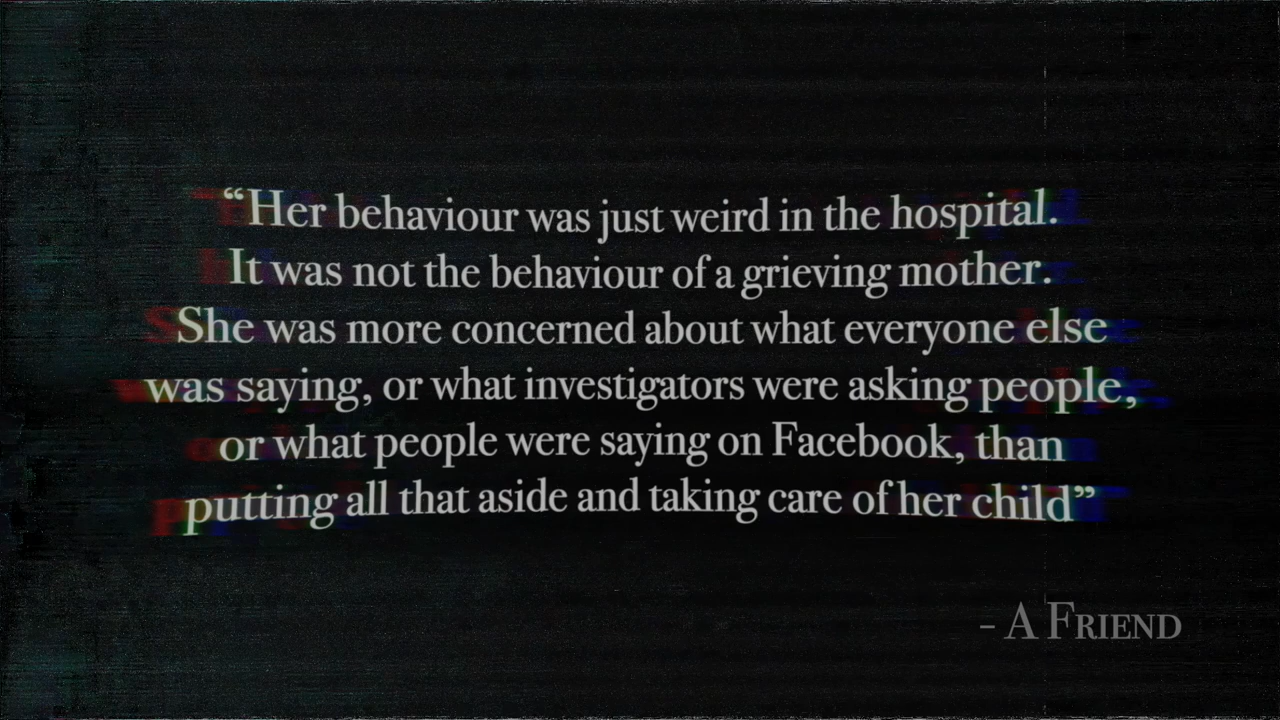 “Her behaviour was just weird in the hospital.
It was not the behaviour of a grieving mother.
She was more concerned about what everyone else
was saying, or what investigators were asking people,
or what people were saying on Facebook, than
putting all that aside and taking care of her child”
– A Friend